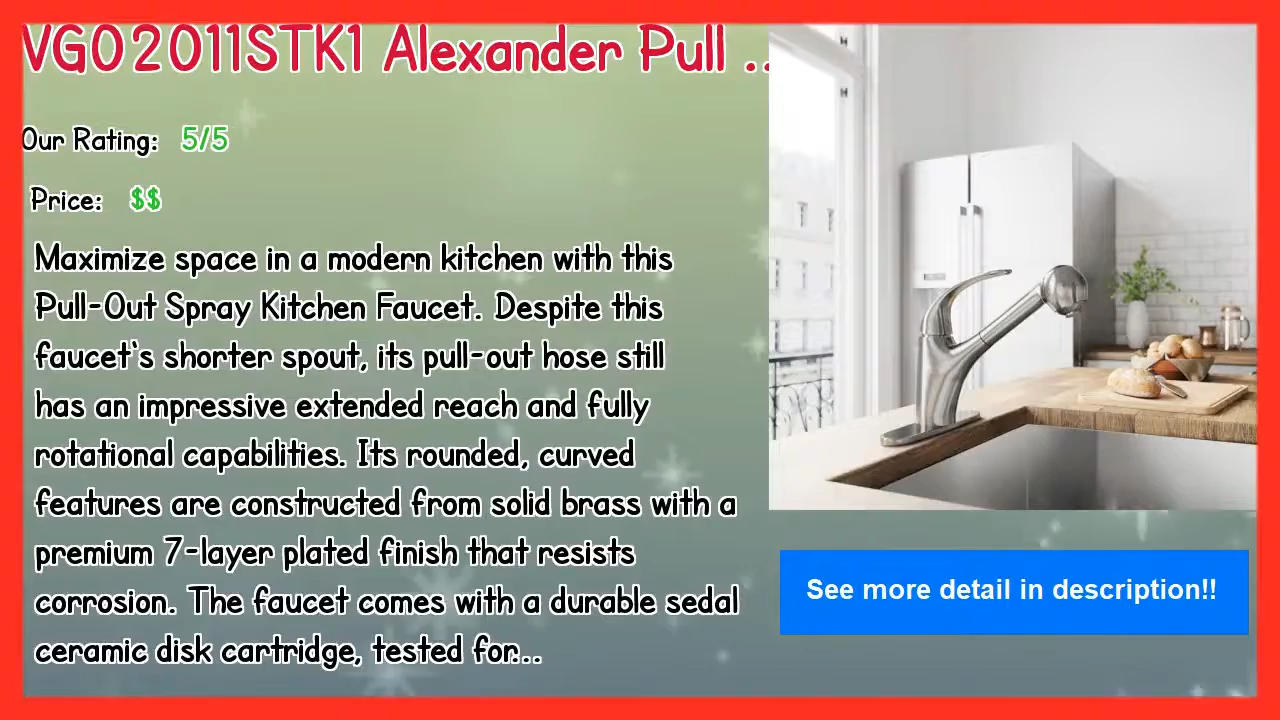 VG02011STK1 Alexander Pull ..
Our Rating: 5/5
Price: $$
Maximize space in a modern kitchen with this
Pull-Out Spray Kitchen Faucet. Despite this
faucet's shorter spout, its pull-out hose still
has an impressive extended reach and fully
rotational capabilities. Its rounded, curved
features are constructed from solid brass with a
premium 7-layer plated finish that resists
corrosion. The faucet comes with a durable sedal
ceramic disk cartridge, tested for...
See more detail in description!!